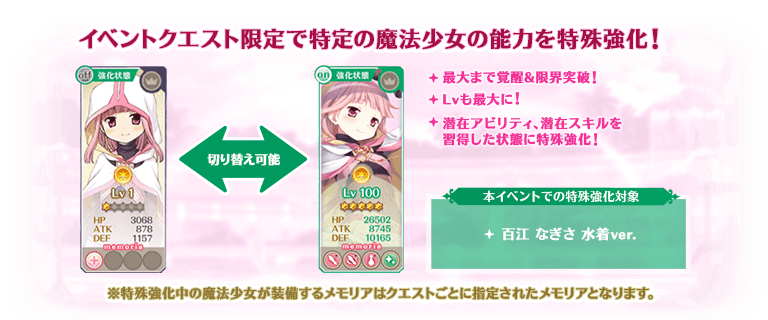 イベントクエスト限定で特定の魔法少女の能力を特殊強化!
off 強化状態
Lv 1
HP 3068
ATK 878
DEF 1157
memoria
切り替え可能
on 強化状態
Lv 100
HP 26502
ATK 8745
DEF 10165
memoria
最大まで覚醒&限界突破!
Lvも最大に!
潜在アビリティ、潜在スキルを
習得した状態に特殊強化!
本イベントでの特殊強化対象
百江 なぎさ 水着ver.
※特殊強化中の魔法少女が装備するメモリアはクエストごとに指定されたメモリアとなります。